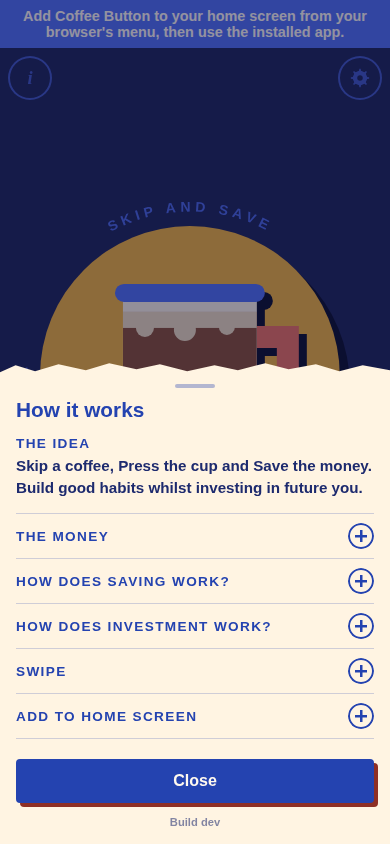 Add Coffee Button to your home screen from your
browser's menu, then use the installed app.
i
SKIP AND SAVE
How it works
THE IDEA
Skip a coffee, Press the cup and Save the money.
Build good habits whilst investing in future you.
THE MONEY
HOW DOES SAVING WORK?
HOW DOES INVESTMENT WORK?
SWIPE
ADD TO HOME SCREEN
Close
Build dev